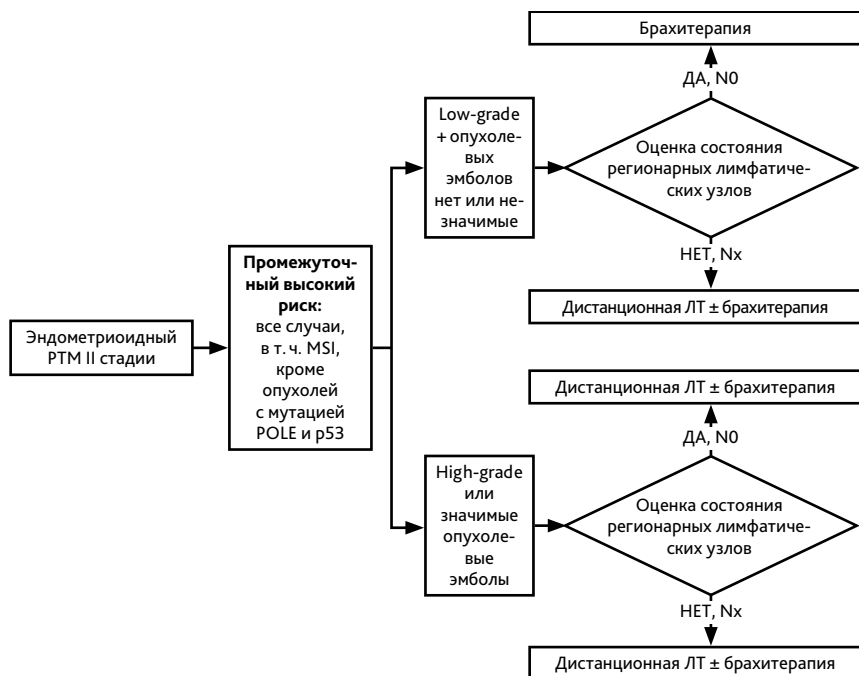 Эндометриоидный
РТМ II стадии
Промежуточ-
ный высокий
риск:
все случаи,
в т. ч. MSI,
кроме
опухолей
с мутацией
POLE и p53
Low-grade
+ опухоле-
вых
эмболов
нет или не-
значимые
Оценка состояния
регионарных лимфатиче-
ских узлов
ДА, N0
Брахитерапия
НЕТ, Nx
Дистанционная ЛТ ± брахитерапия
High-grade
или
значимые
опухоле-
вые
эмболы
Оценка состояния
регионарных лимфатиче-
ских узлов
ДА, N0
Дистанционная ЛТ ± брахитерапия
НЕТ, Nx
Дистанционная ЛТ ± брахитерапия